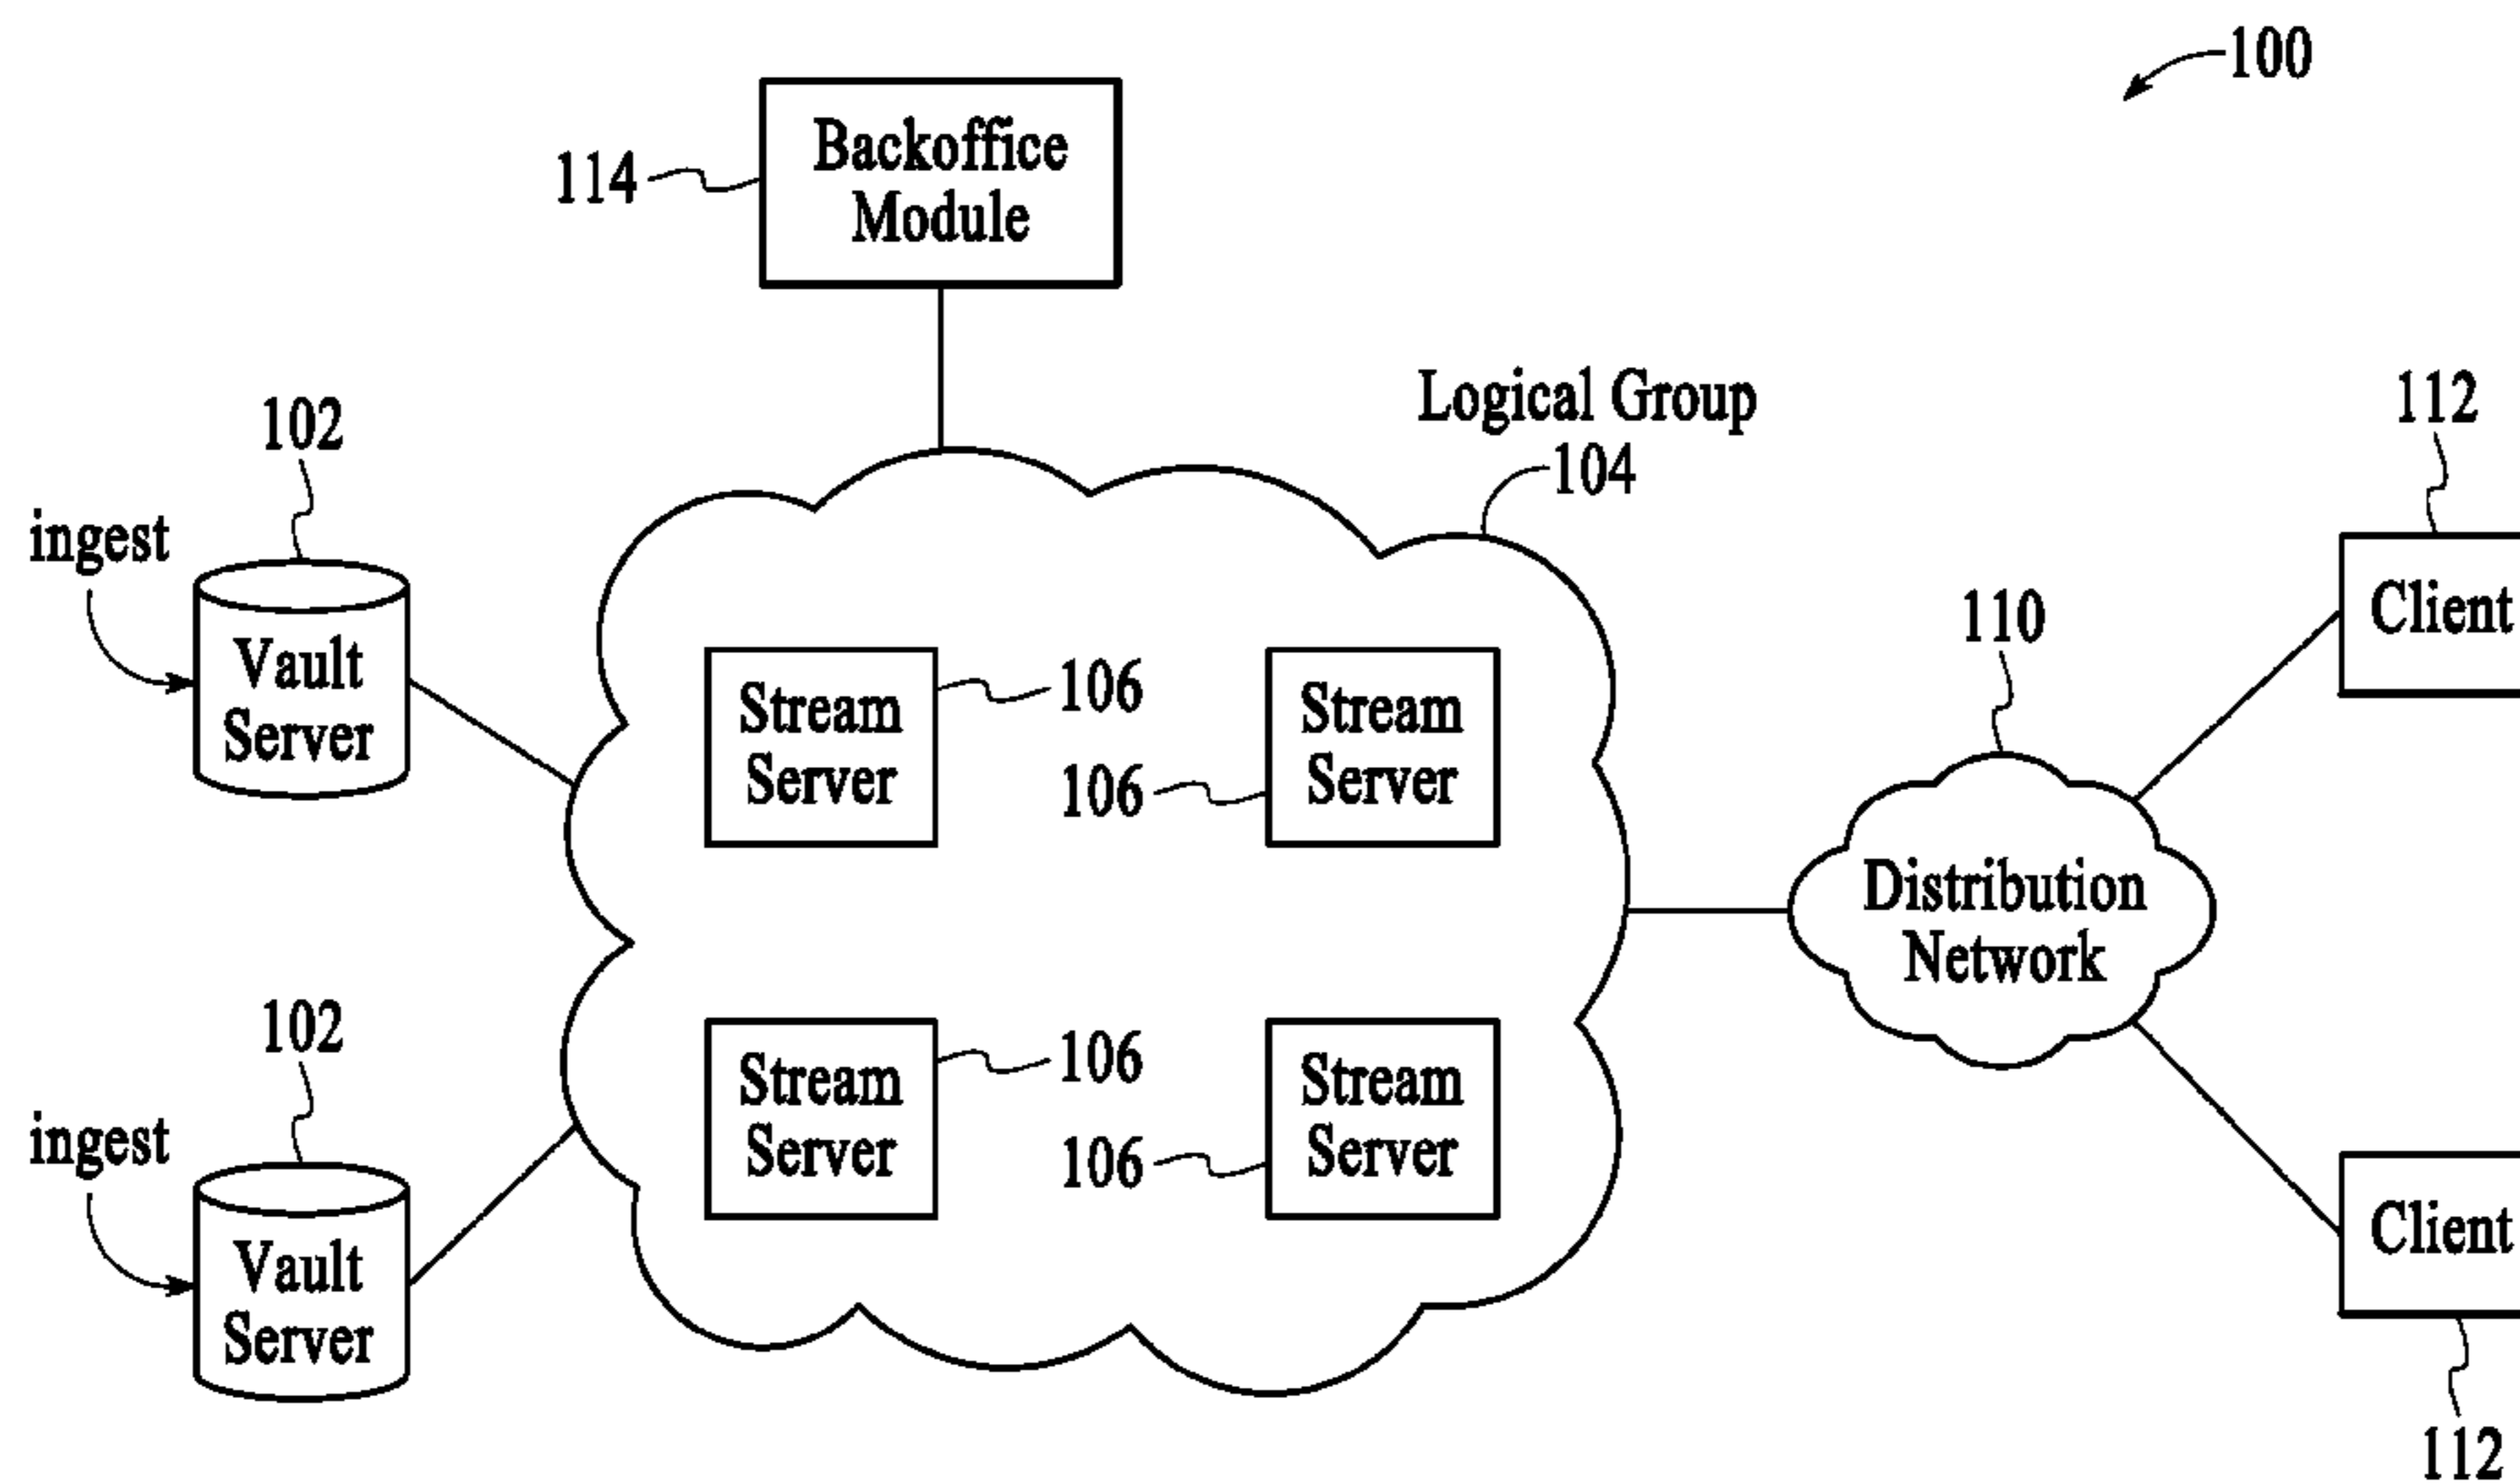 100
Backoffice
Module
114
Logical Group
104
102
ingest
Vault
Server
112
Client
110
Stream
Server
106
Stream
Server
106
Distribution
Network
102
ingest
Vault
Server
Stream
Server
106
Stream
Server
106
Client
112